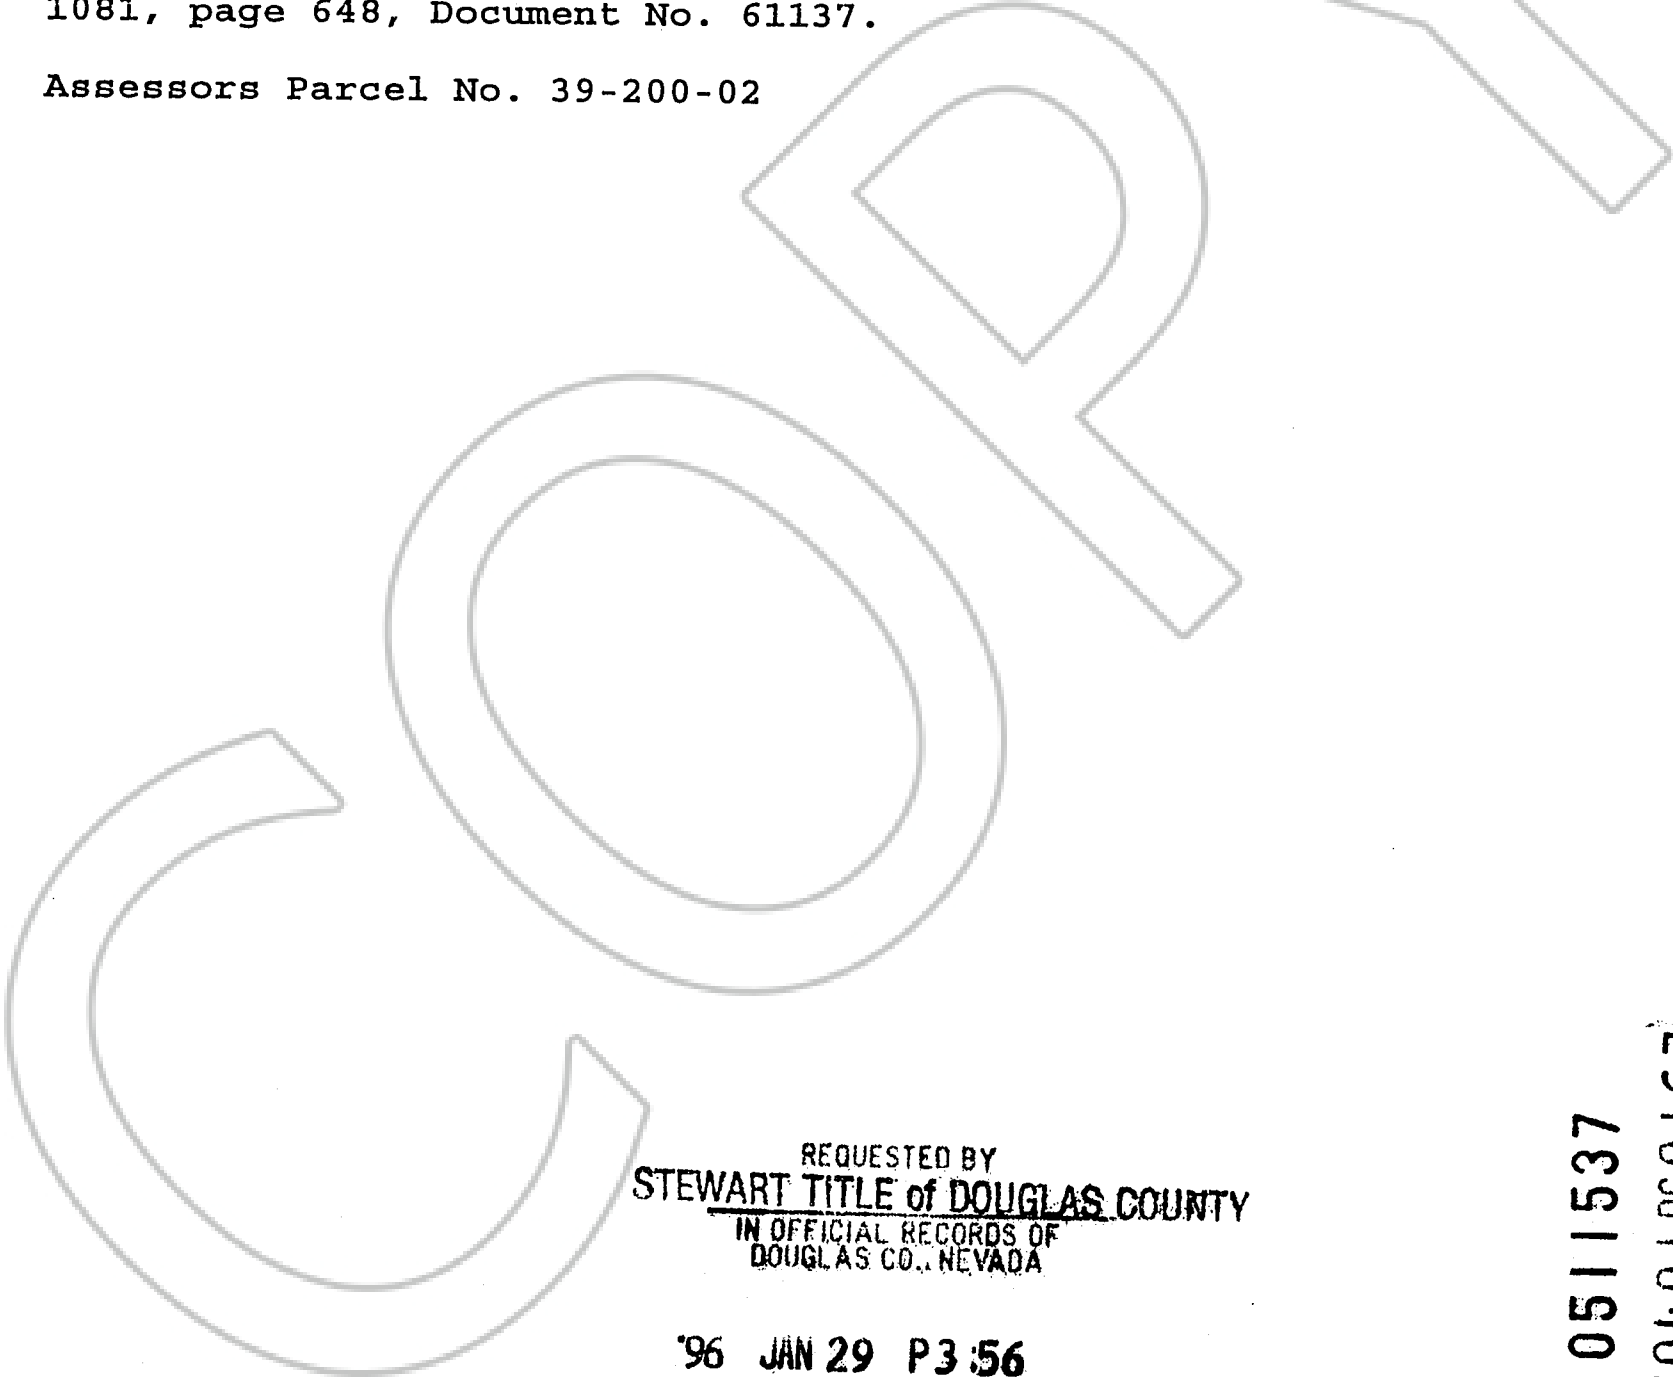 1081, page 648, Document No. 61137.
Assessors Parcel No. 39-200-02
COPY
REQUESTED BY
STEWART TITLE of DOUGLAS COUNTY
IN OFFICIAL RECORDS OF
DOUGLAS CO., NEVADA
'96 JAN 29 P3:56
0511537